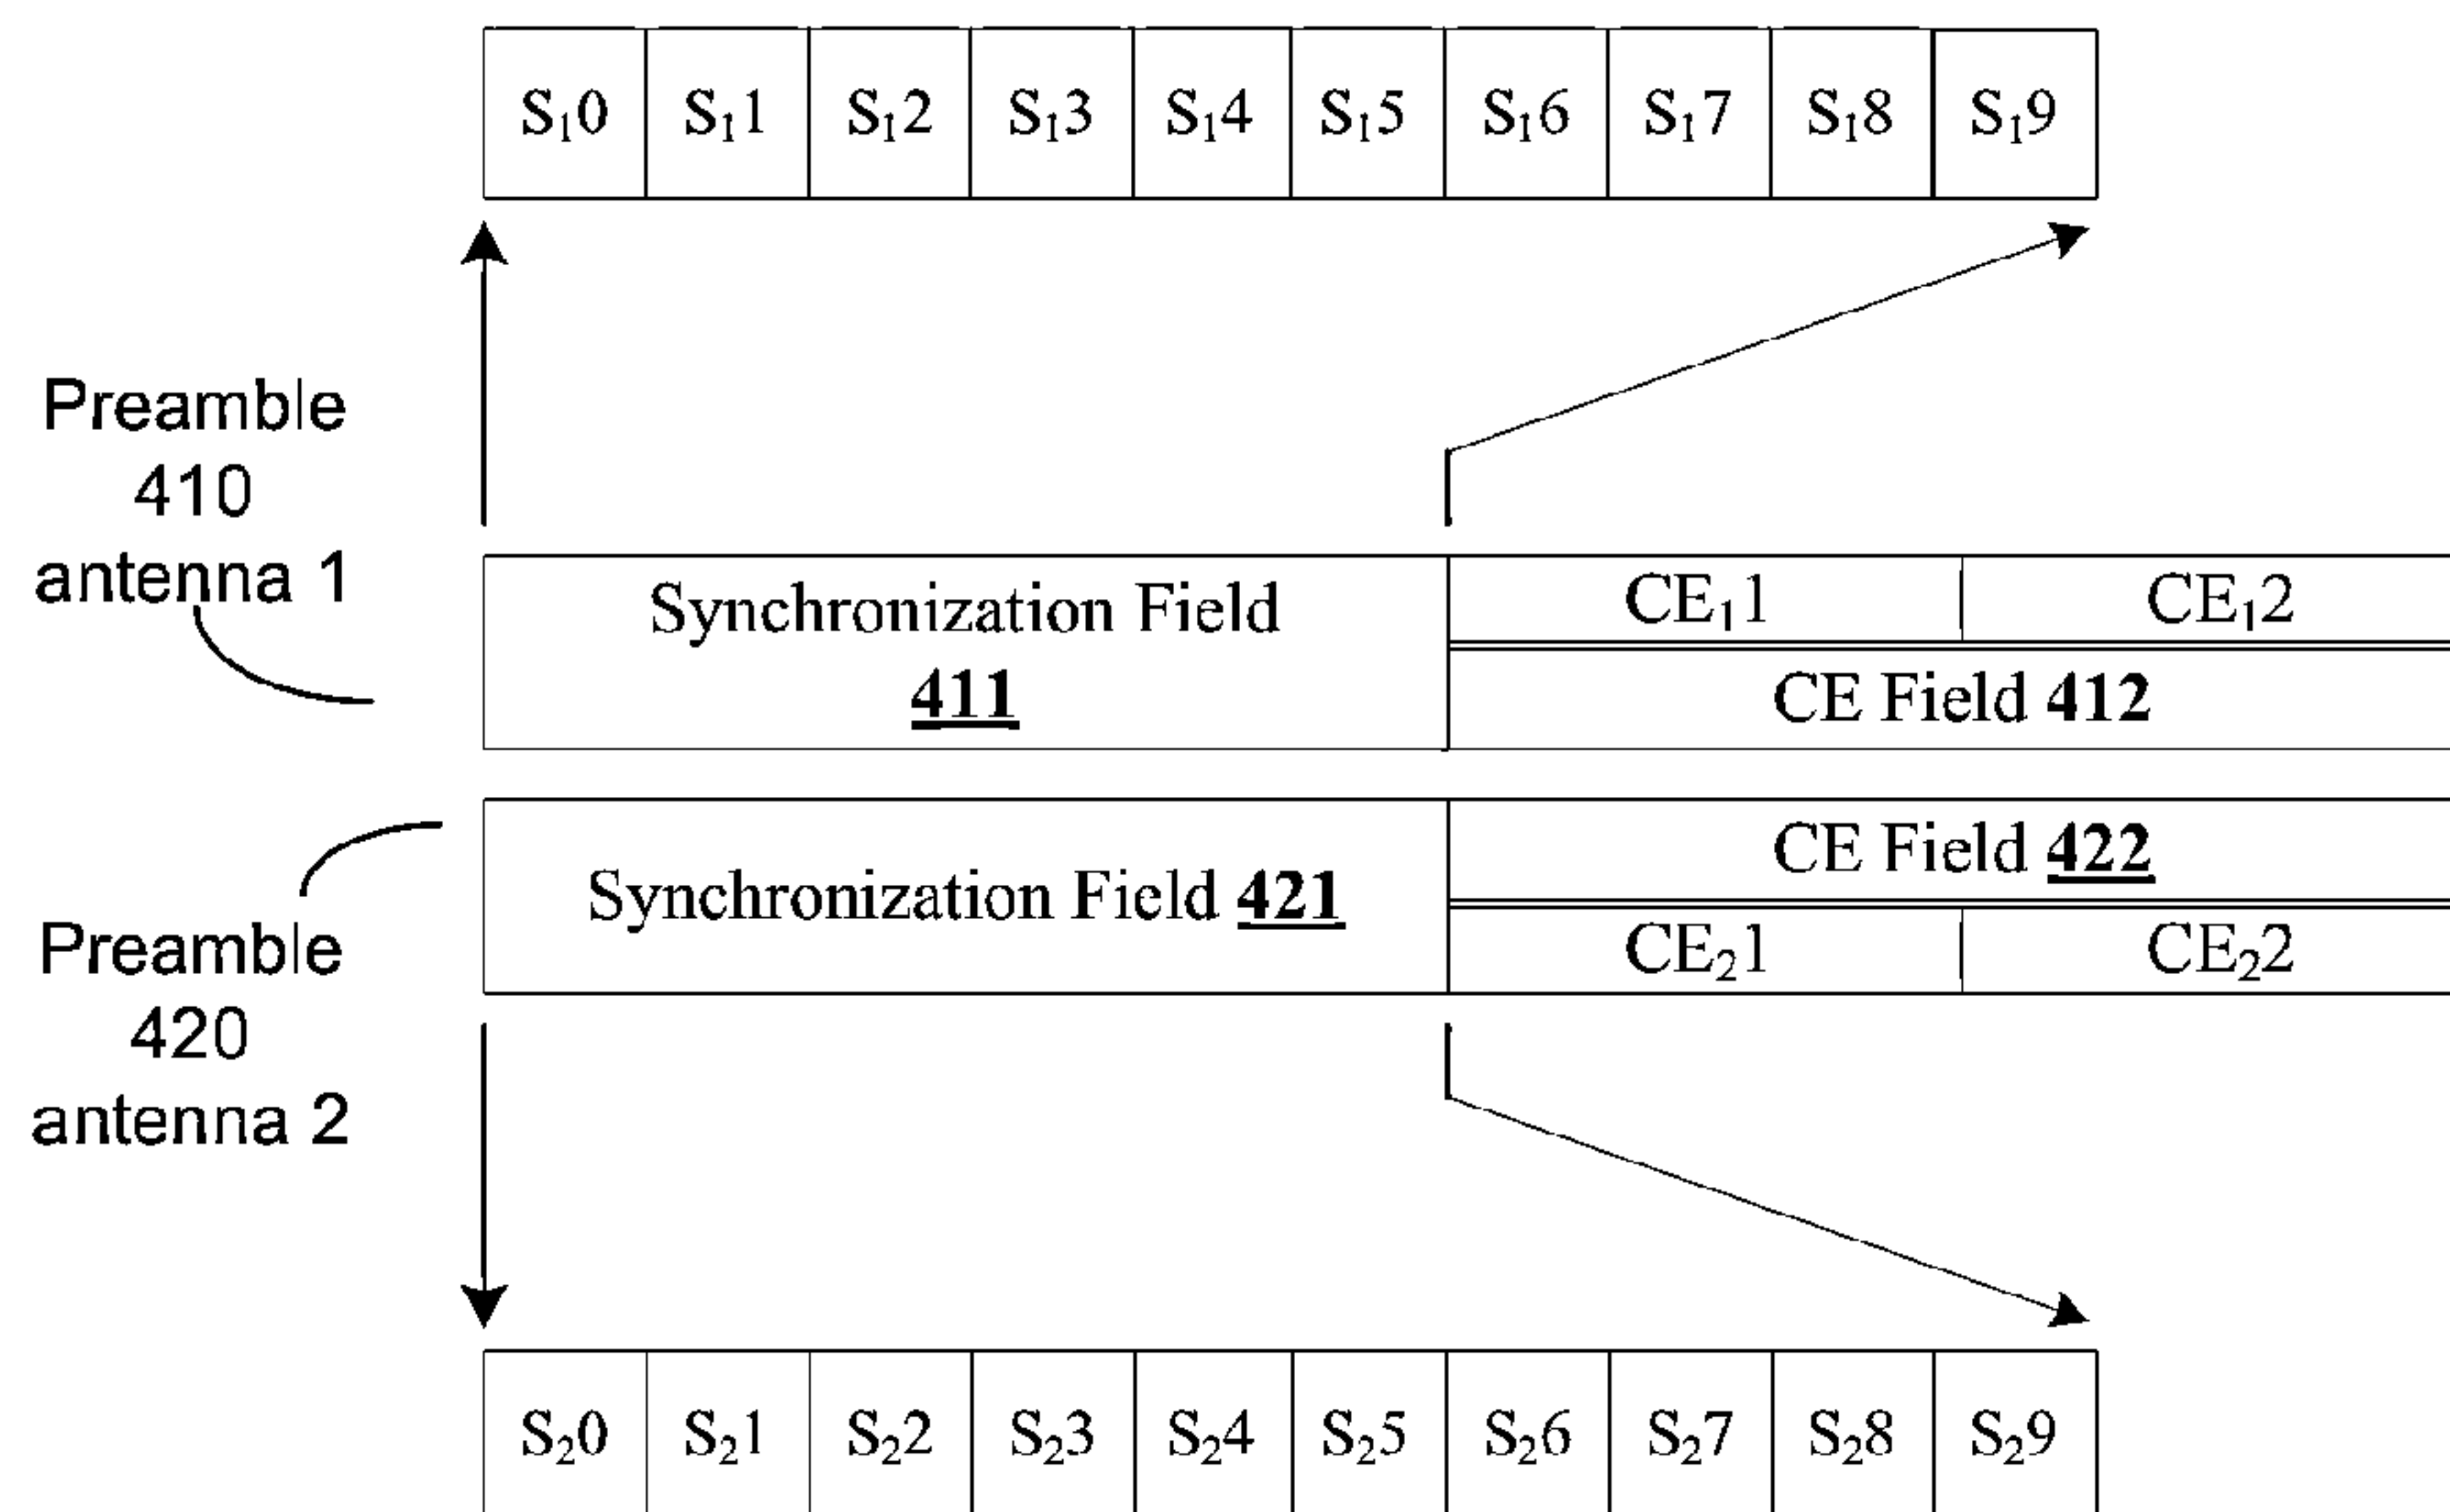 S₁0 S₁1 S₁2 S₁3 S₁4 S₁5 S₁6 S₁7 S₁8 S₁9
Preamble
410
antenna 1
Synchronization Field
411
CE₁1 CE₁2
CE Field 412
Synchronization Field 421
CE Field 422
CE₂1 CE₂2
Preamble
420
antenna 2
S₂0 S₂1 S₂2 S₂3 S₂4 S₂5 S₂6 S₂7 S₂8 S₂9